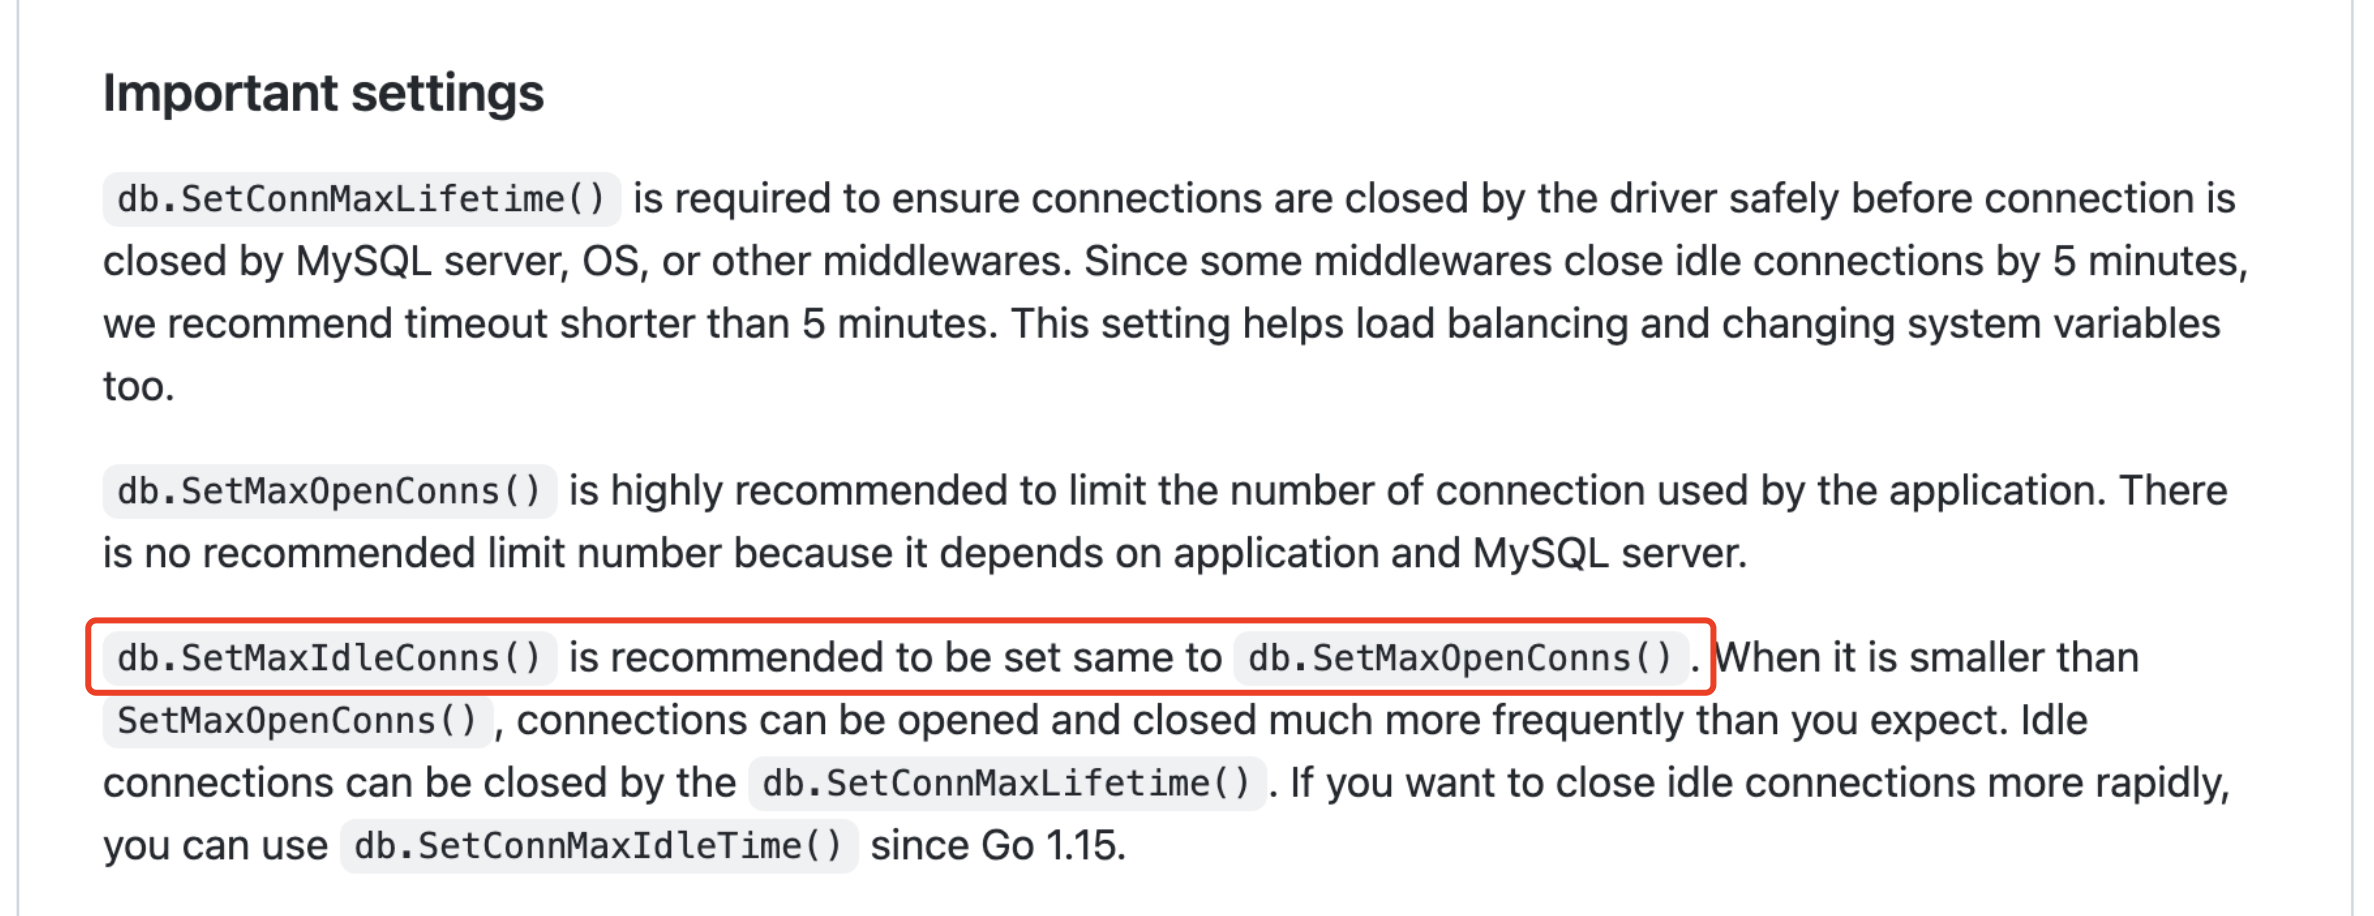 Important settings
db.SetConnMaxLifetime() is required to ensure connections are closed by the driver safely before connection is
closed by MySQL server, OS, or other middlewares. Since some middlewares close idle connections by 5 minutes,
we recommend timeout shorter than 5 minutes. This setting helps load balancing and changing system variables
too.
db.SetMaxOpenConns() is highly recommended to limit the number of connection used by the application. There
is no recommended limit number because it depends on application and MySQL server.
db.SetMaxIdleConns() is recommended to be set same to db.SetMaxOpenConns(). When it is smaller than
SetMaxOpenConns(), connections can be opened and closed much more frequently than you expect. Idle
connections can be closed by the db.SetConnMaxLifetime(). If you want to close idle connections more rapidly,
you can use db.SetConnMaxIdleTime() since Go 1.15.